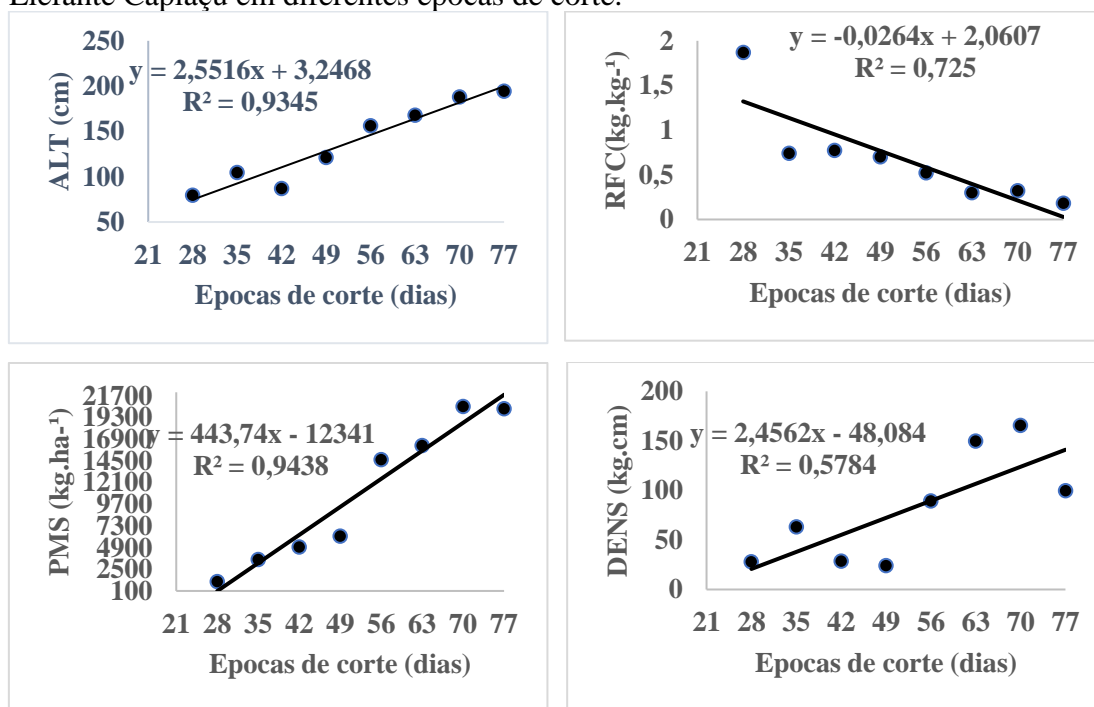 Elefante Capiaçu em diferentes épocas de corte.
250
200
150
100
50
ALT (cm)
y = 2,5516x + 3,2468
R² = 0,9345
21 28 35 42 49 56 63 70 77
Epocas de corte (dias)
2
1,5
1
0,5
0
RFC(kg.kg-¹)
y = -0,0264x + 2,0607
R² = 0,725
21 28 35 42 49 56 63 70 77
Epocas de corte (dias)
21700
19300
16900
14500
12100
9700
7300
4900
2500
100
PMS (kg.ha-¹)
y = 443,74x - 12341
R² = 0,9438
21 28 35 42 49 56 63 70 77
Epocas de corte (dias)
200
150
100
50
0
DENS (kg.cm)
y = 2,4562x - 48,084
R² = 0,5784
21 28 35 42 49 56 63 70 77
Epocas de corte (dias)